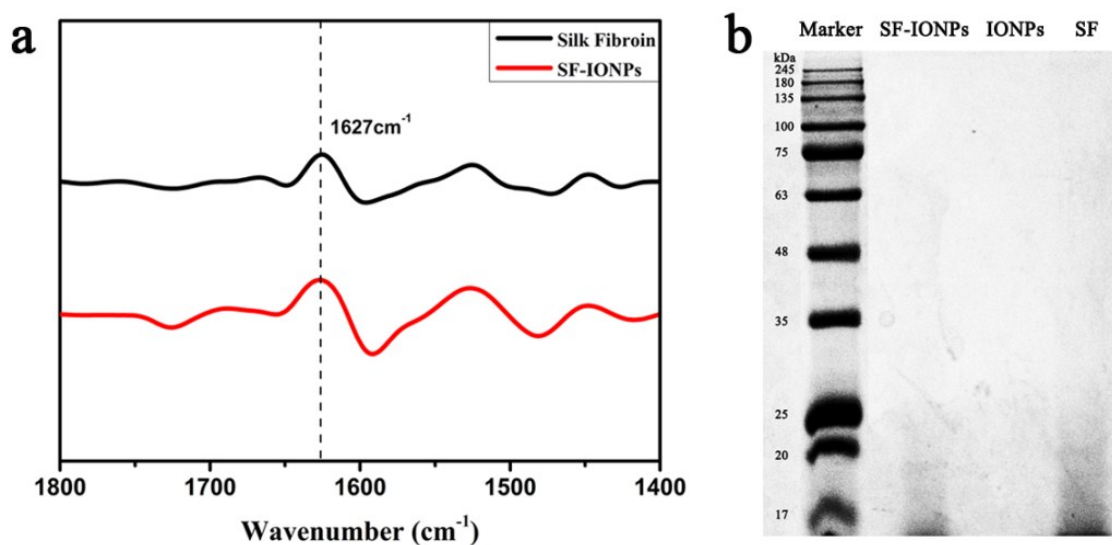 a
Silk Fibroin
SF-IONPs
1627cm⁻¹
1800 1700 1600 1500 1400
Wavenumber (cm⁻¹)
b
Marker SF-IONPs IONPs SF
kDa
245
180
135
100
75
63
48
35
25
20
17